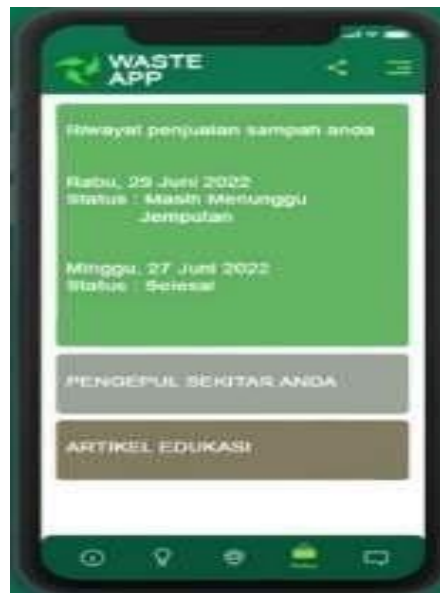 WASTE
APP
Riwayat penjualan sampah anda
Rabu, 29 Juni 2022
Status : Masih Menunggu
Jemputan
Minggu, 27 Juni 2022
Status : Selesai
PENGEPUL SEKITAR ANDA
ARTIKEL EDUKASI